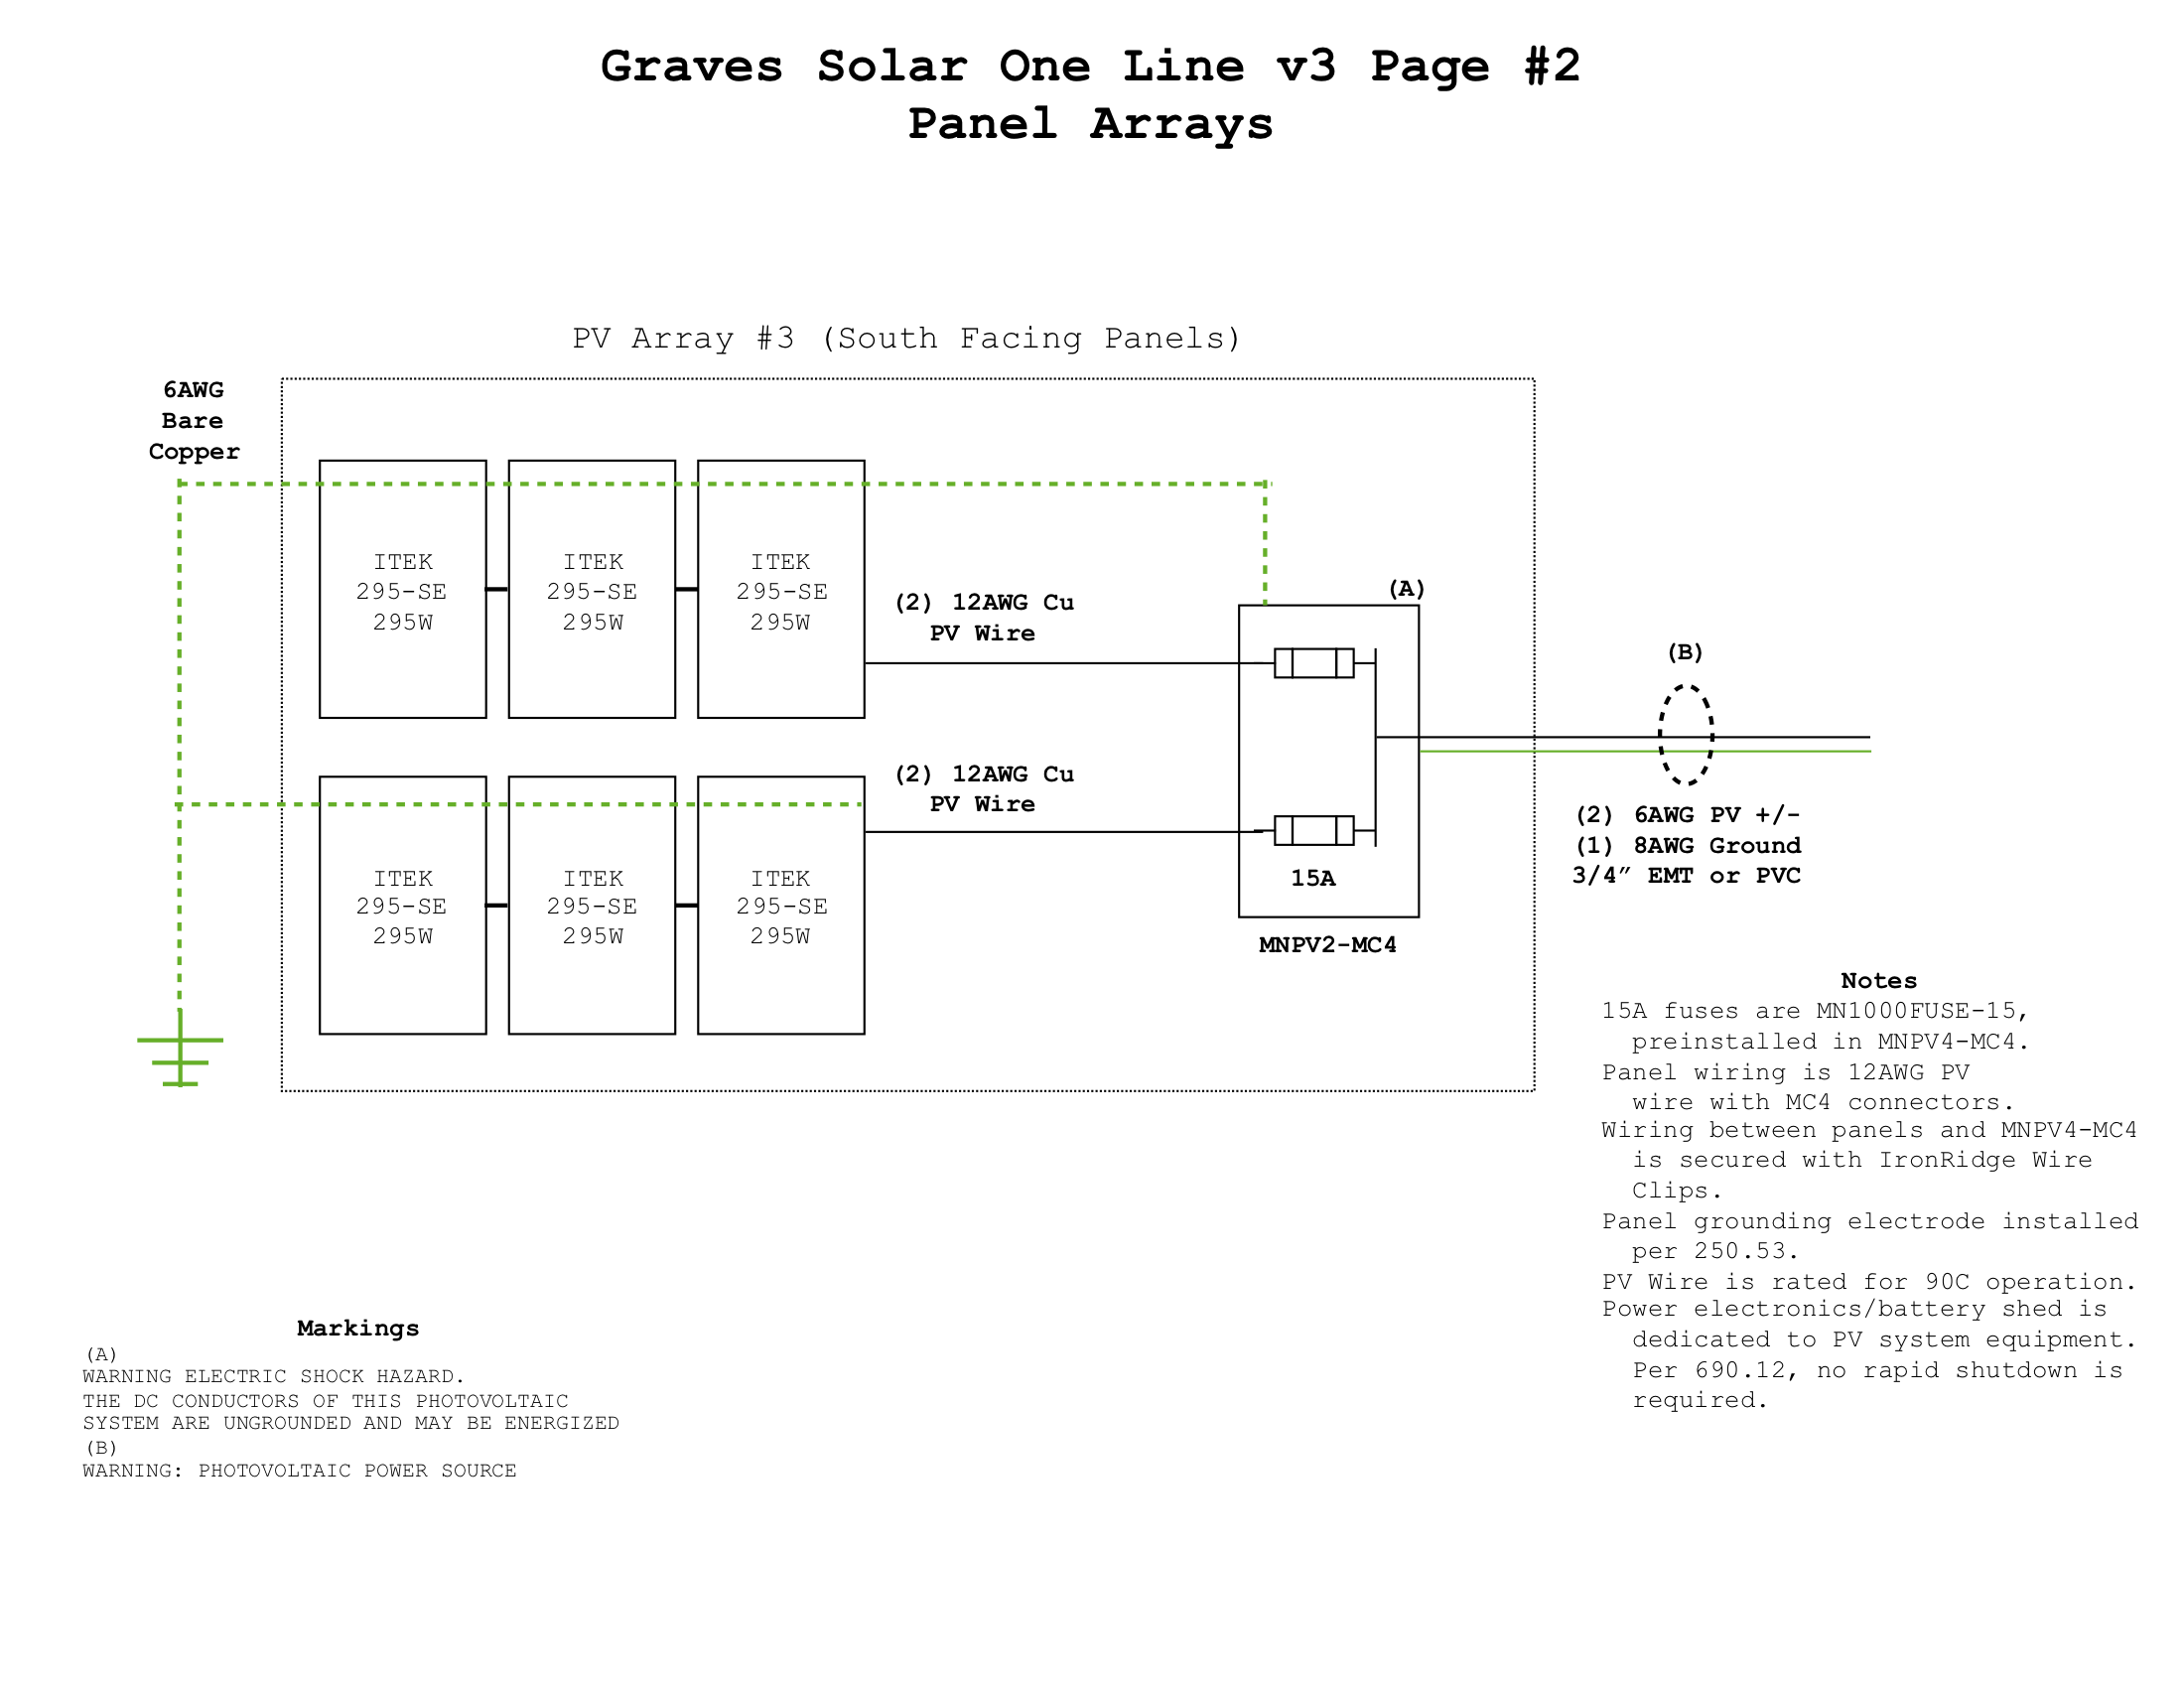 Graves Solar One Line v3 Page #2
Panel Arrays
PV Array #3 (South Facing Panels)
6AWG
Bare
Copper
ITEK
295-SE
295W
ITEK
295-SE
295W
ITEK
295-SE
295W
(2) 12AWG Cu
PV Wire
(A)
(B)
(2) 12AWG Cu
PV Wire
ITEK
295-SE
295W
ITEK
295-SE
295W
ITEK
295-SE
295W
15A
MNPV2-MC4
(2) 6AWG PV +/-
(1) 8AWG Ground
3/4″ EMT or PVC
Notes
15A fuses are MN1000FUSE-15,
preinstalled in MNPV4-MC4.
Panel wiring is 12AWG PV
wire with MC4 connectors.
Wiring between panels and MNPV4-MC4
is secured with IronRidge Wire
Clips.
Panel grounding electrode installed
per 250.53.
PV Wire is rated for 90C operation.
Power electronics/battery shed is
dedicated to PV system equipment.
Per 690.12, no rapid shutdown is
required.
Markings
(A)
WARNING ELECTRIC SHOCK HAZARD.
THE DC CONDUCTORS OF THIS PHOTOVOLTAIC
SYSTEM ARE UNGROUNDED AND MAY BE ENERGIZED
(B)
WARNING: PHOTOVOLTAIC POWER SOURCE